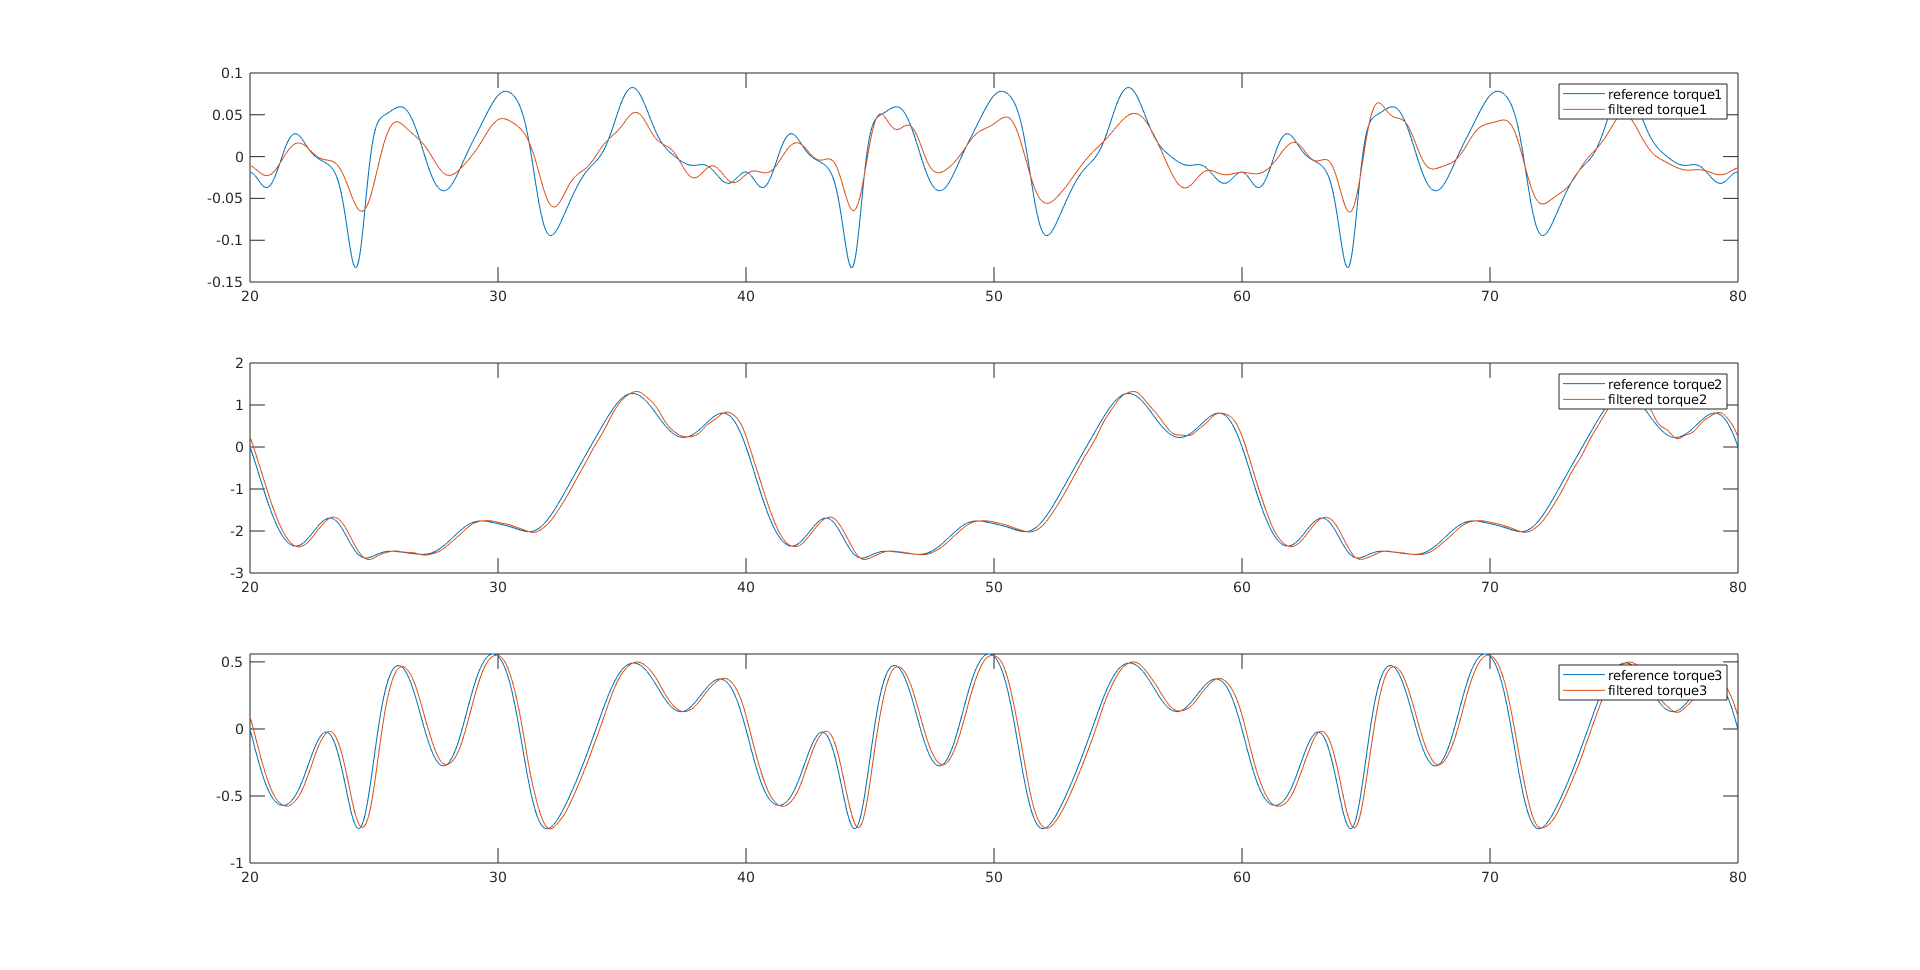 0.1
0.05
0
-0.05
-0.1
-0.15
reference torque1
filtered torque1
20 30 40 50 60 70 80
2
1
0
-1
-2
-3
reference torque2
filtered torque2
20 30 40 50 60 70 80
0.5
0
-0.5
-1
reference torque3
filtered torque3
20 30 40 50 60 70 80